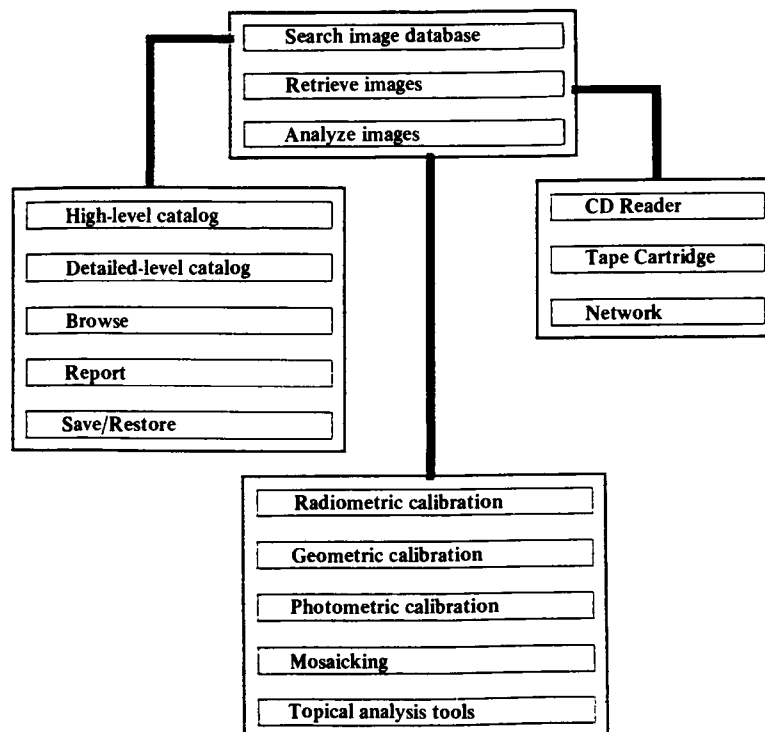 Search image database
Retrieve images
Analyze images
High-level catalog
Detailed-level catalog
Browse
Report
Save/Restore
CD Reader
Tape Cartridge
Network
Radiometric calibration
Geometric calibration
Photometric calibration
Mosaicking
Topical analysis tools